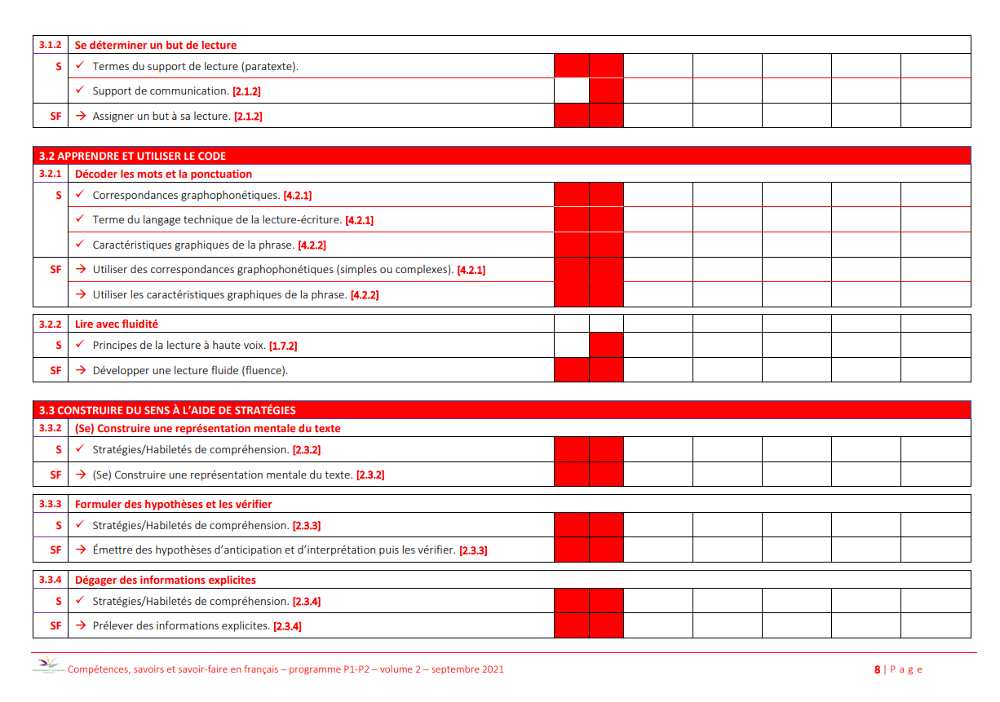 3.1.2 Se déterminer un but de lecture
S ✓ Termes du support de lecture (paratexte).
✓ Support de communication. [2.1.2]
SF → Assigner un but à sa lecture. [2.1.2]
3.2 APPRENDRE ET UTILISER LE CODE
3.2.1 Décoder les mots et la ponctuation
S ✓ Correspondances graphophonétiques. [4.2.1]
✓ Terme du langage technique de la lecture-écriture. [4.2.1]
✓ Caractéristiques graphiques de la phrase. [4.2.2]
SF → Utiliser des correspondances graphophonétiques (simples ou complexes). [4.2.1]
→ Utiliser les caractéristiques graphiques de la phrase. [4.2.2]
3.2.2 Lire avec fluidité
S ✓ Principes de la lecture à haute voix. [1.7.2]
SF → Développer une lecture fluide (fluence).
3.3 CONSTRUIRE DU SENS À L’AIDE DE STRATÉGIES
3.3.2 (Se) Construire une représentation mentale du texte
S ✓ Stratégies/Habiletés de compréhension. [2.3.2]
SF → (Se) Construire une représentation mentale du texte. [2.3.2]
3.3.3 Formuler des hypothèses et les vérifier
S ✓ Stratégies/Habiletés de compréhension. [2.3.3]
SF → Émettre des hypothèses d’anticipation et d’interprétation puis les vérifier. [2.3.3]
3.3.4 Dégager des informations explicites
S ✓ Stratégies/Habiletés de compréhension. [2.3.4]
SF → Prélever des informations explicites. [2.3.4]
Compétences, savoirs et savoir-faire en français – programme P1-P2 – volume 2 – septembre 2021
8 | P a g e